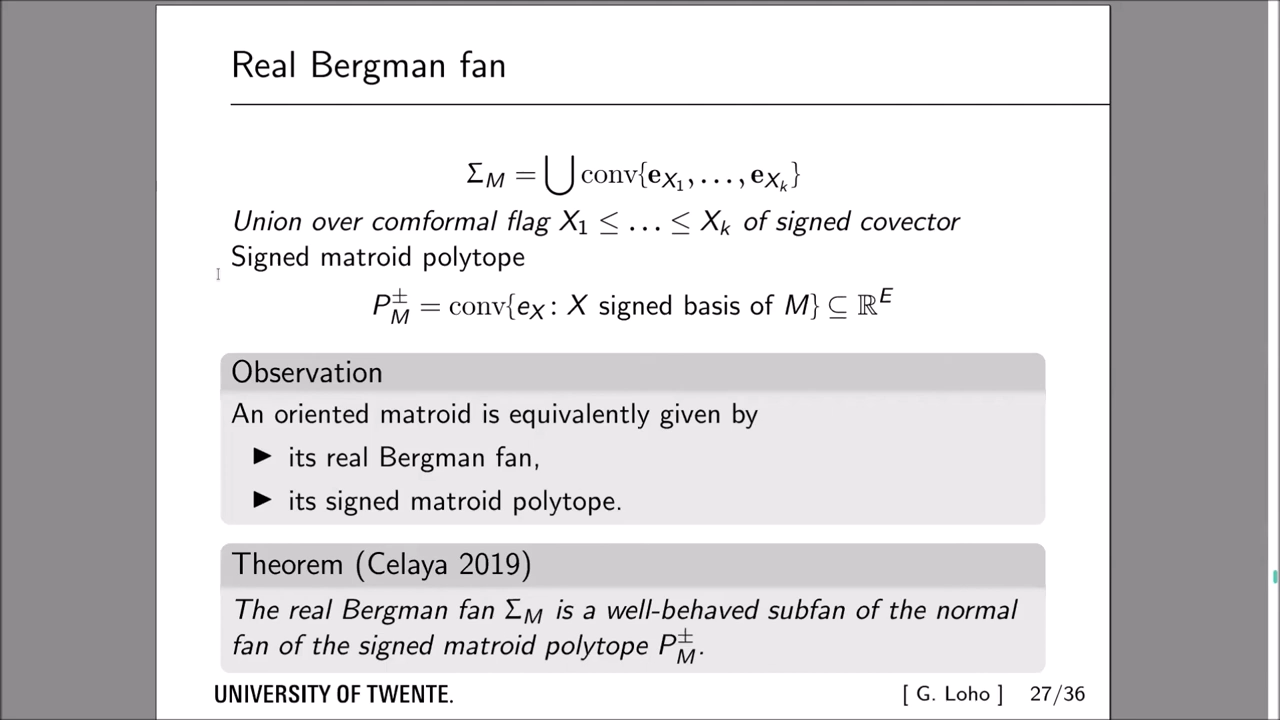 Real Bergman fan
Σ_M = ⋃ conv{e_{X_1}, . . . , e_{X_k}}
Union over comformal flag X_1 ≤ . . . ≤ X_k of signed covector
Signed matroid polytope
P_M^± = conv{e_X : X signed basis of M} ⊆ ℝ^E
Observation
An oriented matroid is equivalently given by
▶ its real Bergman fan,
▶ its signed matroid polytope.
Theorem (Celaya 2019)
The real Bergman fan Σ_M is a well-behaved subfan of the normal
fan of the signed matroid polytope P_M^±.
UNIVERSITY OF TWENTE.
[ G. Loho ] 27/36